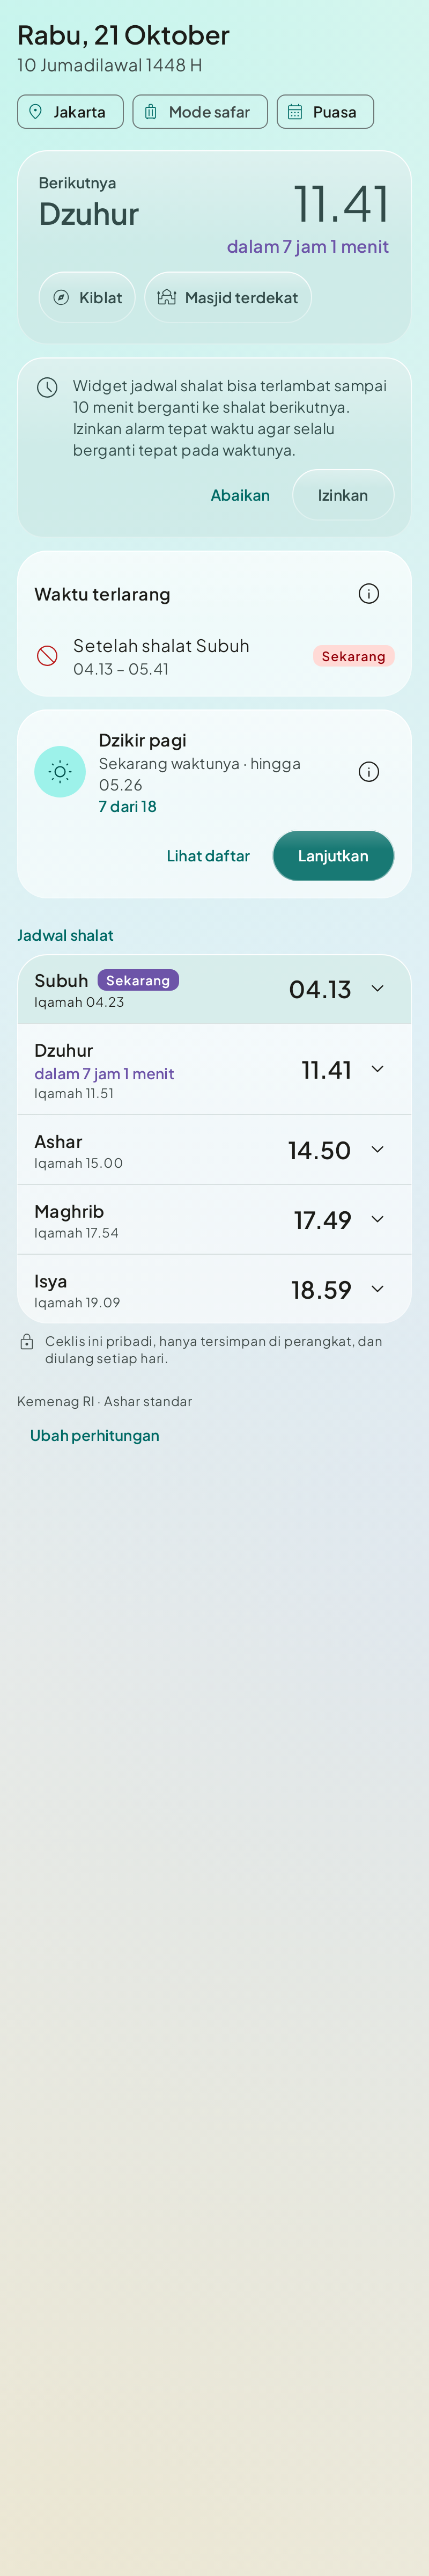 Rabu, 21 Oktober
10 Jumadilawal 1448 H
Jakarta
Mode safar
Puasa
Berikutnya
Dzuhur
11.41
dalam 7 jam 1 menit
Kiblat
Masjid terdekat
Widget jadwal shalat bisa terlambat sampai
10 menit berganti ke shalat berikutnya.
Izinkan alarm tepat waktu agar selalu
berganti tepat pada waktunya.
Abaikan
Izinkan
Waktu terlarang
Setelah shalat Subuh
04.13 – 05.41
Sekarang
Dzikir pagi
Sekarang waktunya · hingga
05.26
7 dari 18
Lihat daftar
Lanjutkan
Jadwal shalat
Subuh Sekarang
Iqamah 04.23
04.13
Dzuhur
dalam 7 jam 1 menit
Iqamah 11.51
11.41
Ashar
Iqamah 15.00
14.50
Maghrib
Iqamah 17.54
17.49
Isya
Iqamah 19.09
18.59
Ceklis ini pribadi, hanya tersimpan di perangkat, dan
diulang setiap hari.
Kemenag RI · Ashar standar
Ubah perhitungan